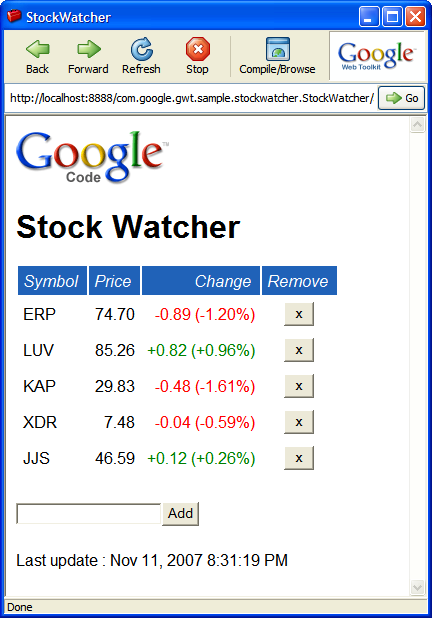 StockWatcher
Back Forward Refresh Stop Compile/Browse
Google
Web Toolkit
http://localhost:8888/com.google.gwt.sample.stockwatcher.StockWatcher/ Go
Google™
Code
Stock Watcher
Symbol Price Change Remove
ERP 74.70 -0.89 (-1.20%) x
LUV 85.26 +0.82 (+0.96%) x
KAP 29.83 -0.48 (-1.61%) x
XDR 7.48 -0.04 (-0.59%) x
JJS 46.59 +0.12 (+0.26%) x
Add
Last update : Nov 11, 2007 8:31:19 PM
Done